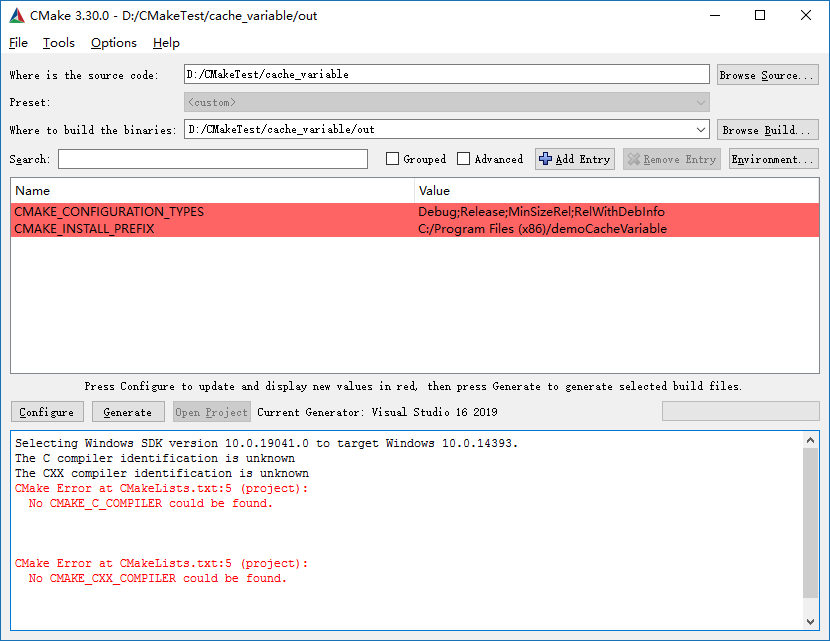 CMake 3.30.0 - D:/CMakeTest/cache_variable/out
File Tools Options Help
Where is the source code: D:/CMakeTest/cache_variable Browse Source...
Preset: <custom>
Where to build the binaries: D:/CMakeTest/cache_variable/out Browse Build...
Search: Grouped Advanced Add Entry Remove Entry Environment...
Name Value
CMAKE_CONFIGURATION_TYPES Debug;Release;MinSizeRel;RelWithDebInfo
CMAKE_INSTALL_PREFIX C:/Program Files (x86)/demoCacheVariable
Press Configure to update and display new values in red, then press Generate to generate selected build files.
Configure Generate Open Project Current Generator: Visual Studio 16 2019
Selecting Windows SDK version 10.0.19041.0 to target Windows 10.0.14393.
The C compiler identification is unknown
The CXX compiler identification is unknown
CMake Error at CMakeLists.txt:5 (project):
No CMAKE_C_COMPILER could be found.
CMake Error at CMakeLists.txt:5 (project):
No CMAKE_CXX_COMPILER could be found.